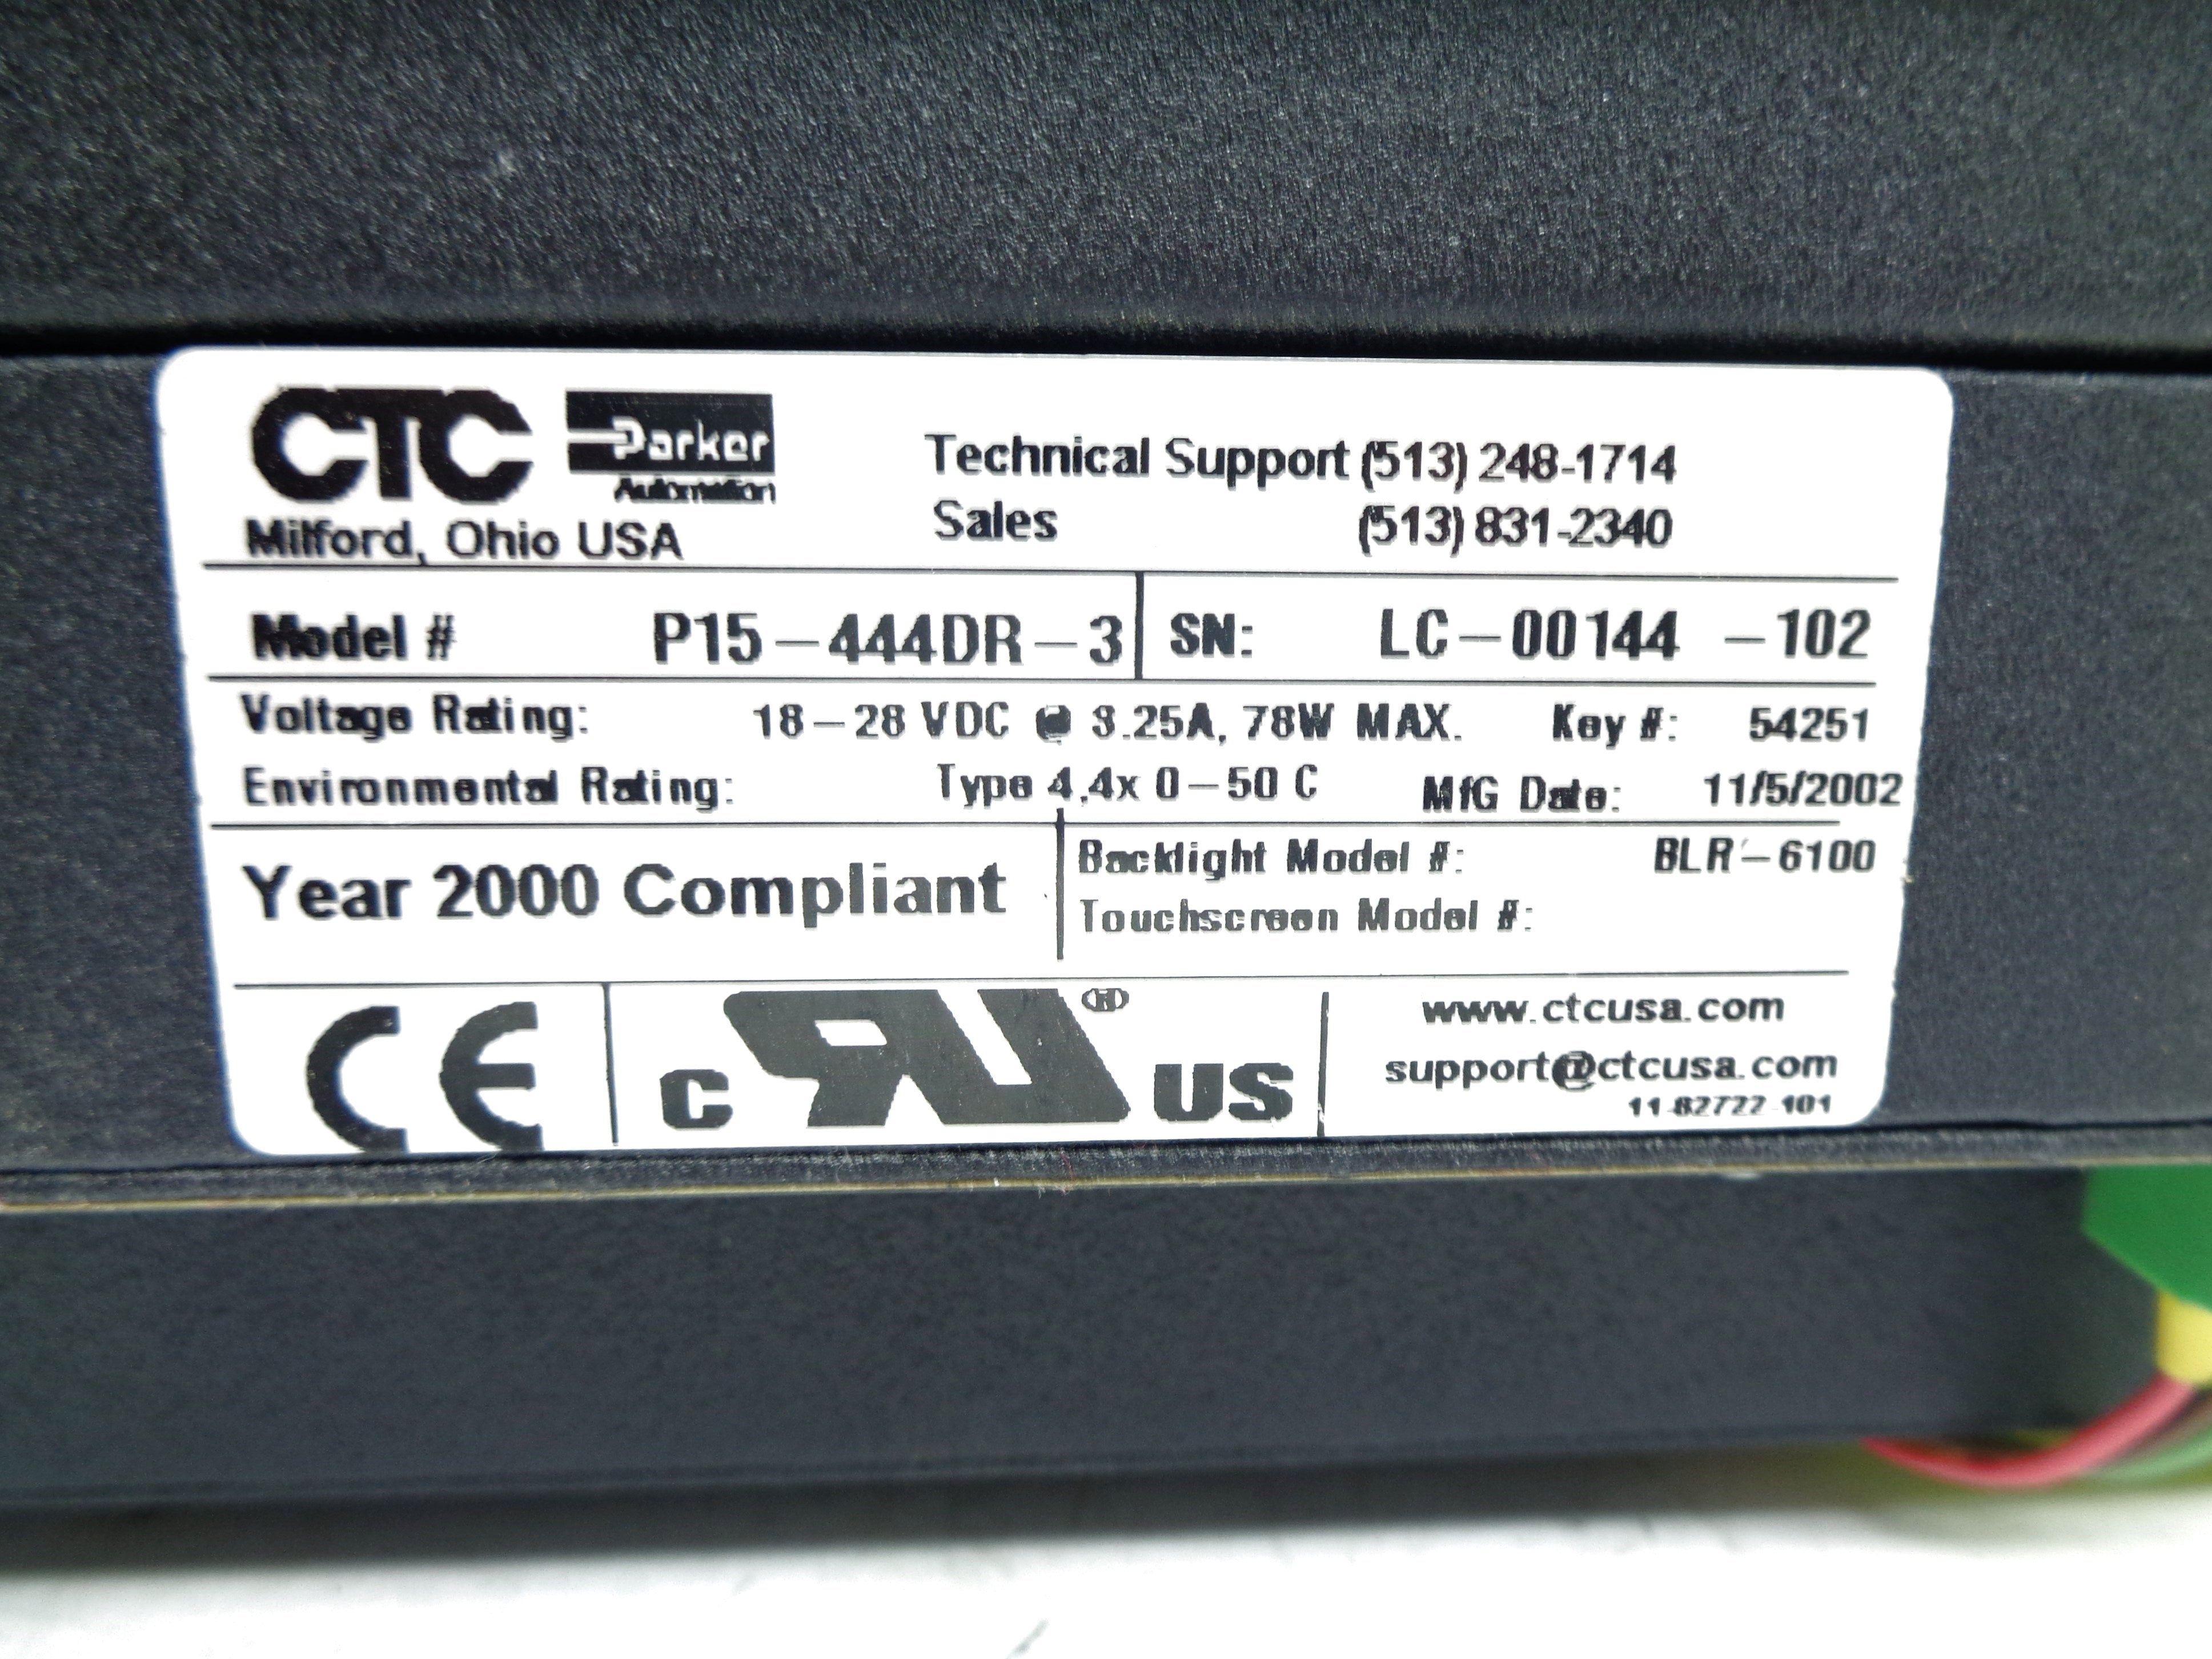 CTC Parker
Automation
Milford, Ohio USA
Technical Support (513) 248-1714
Sales (513) 831-2340
Model # P15-444DR-3 SN: LC-00144 -102
Voltage Rating: 18-28 VDC @ 3.25A, 78W MAX. Key #: 54251
Environmental Rating: Type 4,4x 0-50 C MfG Date: 11/5/2002
Year 2000 Compliant
Backlight Model #: BLR-6100
Touchscreen Model #:
CE
c RU ® US
www.ctcusa.com
support@ctcusa.com
11-82722-101